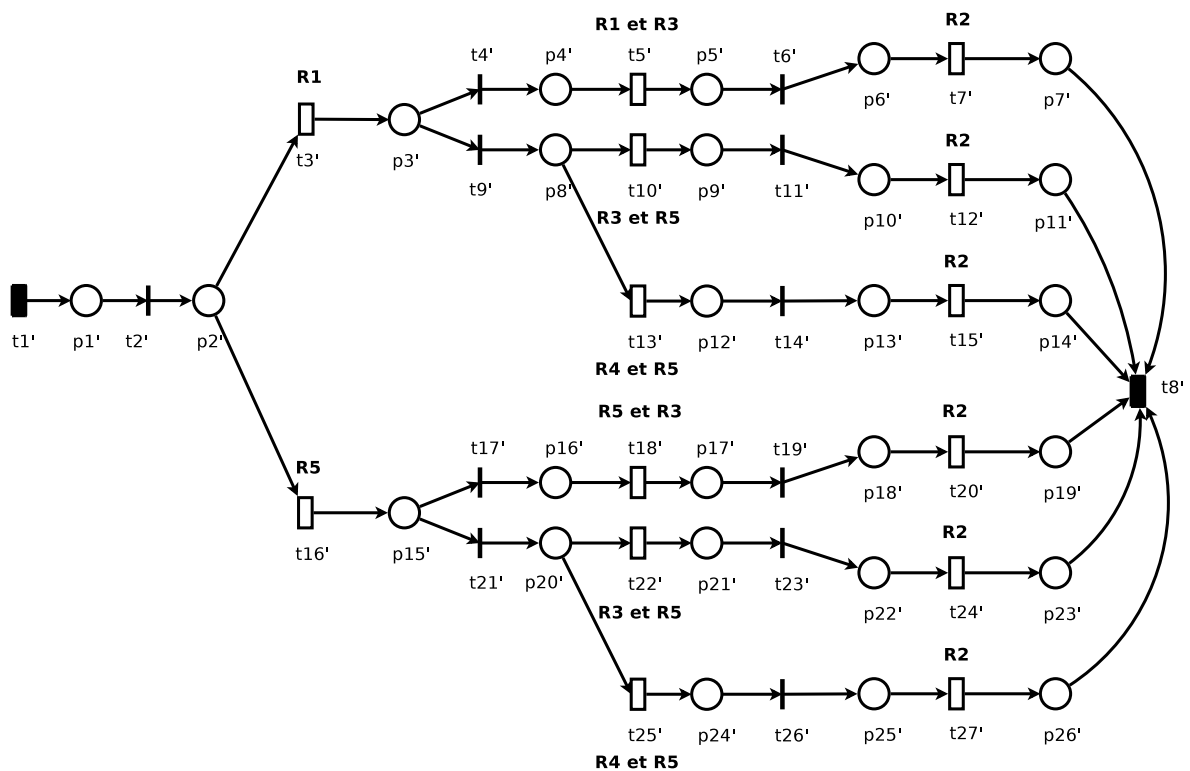 R1 et R3
R2
t4' p4' t5' p5' t6'
R1
p6' t7' p7'
t3' p3'
R2
t9' p8' t10' p9' t11'
R3 et R5
p10' t12' p11'
R2
t1' p1' t2' p2'
t13' p12' t14' p13' t15' p14'
R4 et R5
t8'
R5 et R3
R2
t17' p16' t18' p17' t19'
R5
p18' t20' p19'
R2
t16' p15'
t21' p20' t22' p21' t23'
R3 et R5
p22' t24' p23'
R2
t25' p24' t26' p25' t27' p26'
R4 et R5